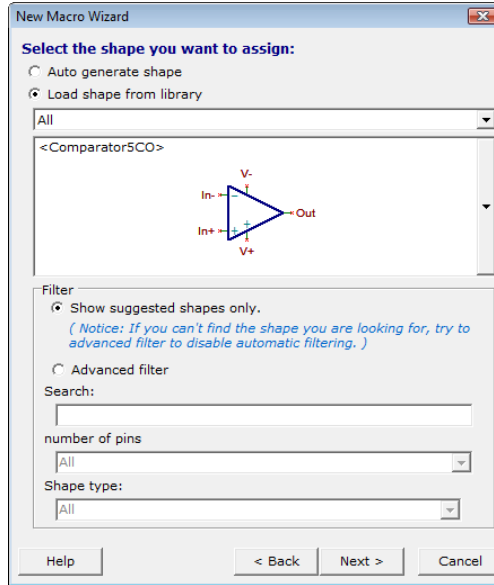 New Macro Wizard
Select the shape you want to assign:
Auto generate shape
Load shape from library
All
<Comparator5CO>
V-
In-
Out
In+
V+
Filter
Show suggested shapes only.
( Notice: If you can't find the shape you are looking for, try to
advanced filter to disable automatic filtering. )
Advanced filter
Search:
number of pins
All
Shape type:
All
Help
< Back
Next >
Cancel